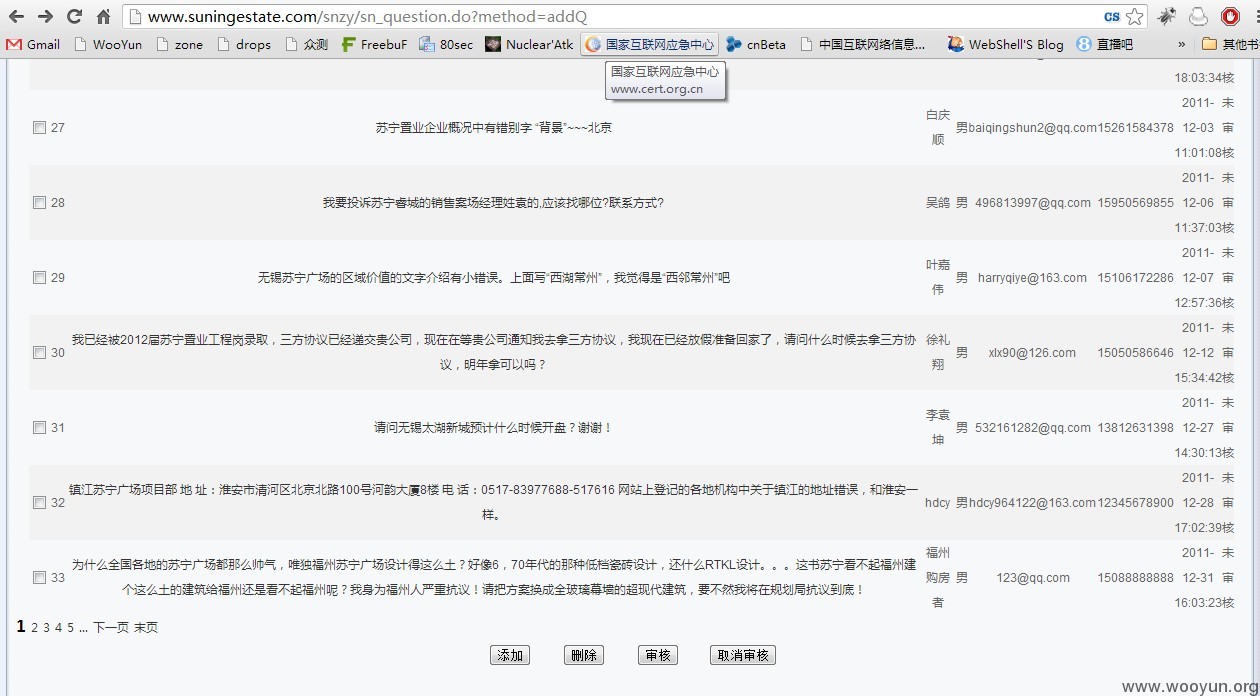 www.suningestate.com/snzy/sn_question.do?method=addQ
CS
Gmail WooYun zone drops 众测 FreebuF 80sec Nuclear'Atk 国家互联网应急中心 cnBeta 中国互联网络信息... WebShell'S Blog 直播吧 » 其他书
国家互联网应急中心
www.cert.org.cn
18:03:34核
27 苏宁置业企业概况中有错别字 “背景”~~~北京 白庆顺 男 baiqingshun2@qq.com 15261584378 2011-12-03 11:01:08 未审核
28 我要投诉苏宁睿城的销售案场经理姓袁的,应该找哪位?联系方式? 吴鸽 男 496813997@qq.com 15950569855 2011-12-06 11:37:03 未审核
29 无锡苏宁广场的区域价值的文字介绍有小错误。上面写“西湖常州”，我觉得是“西邻常州”吧 叶嘉伟 男 harryqiye@163.com 15106172286 2011-12-07 12:57:36 未审核
30 我已经被2012届苏宁置业工程岗录取，三方协议已经递交贵公司，现在在等贵公司通知我去拿三方协议，我现在已经放假准备回家了，请问什么时候去拿三方协
议，明年拿可以吗？ 徐礼翔 男 xlx90@126.com 15050586646 2011-12-12 15:34:42 未审核
31 请问无锡太湖新城预计什么时候开盘？谢谢！ 李袁坤 男 532161282@qq.com 13812631398 2011-12-27 14:30:13 未审核
32 镇江苏宁广场项目部 地 址：淮安市清河区北京北路100号河韵大厦8楼 电 话：0517-83977688-517616 网站上登记的各地机构中关于镇江的地址错误，和淮安一
样。 hdcy 男 hdcy964122@163.com 12345678900 2011-12-28 17:02:39 未审核
33 为什么全国各地的苏宁广场都那么帅气，唯独福州苏宁广场设计得这么土？好像6，70年代的那种低档瓷砖设计，还什么RTKL设计。。。这书苏宁看不起福州建
个这么土的建筑给福州还是看不起福州呢？我身为福州人严重抗议！请把方案换成全玻璃幕墙的超现代建筑，要不然我将在规划局抗议到底！ 福州购房者 男 123@qq.com 15088888888 2011-12-31 16:03:23 未审核
1 2 3 4 5 ... 下一页 末页
添加 删除 审核 取消审核
www.wooyun.org